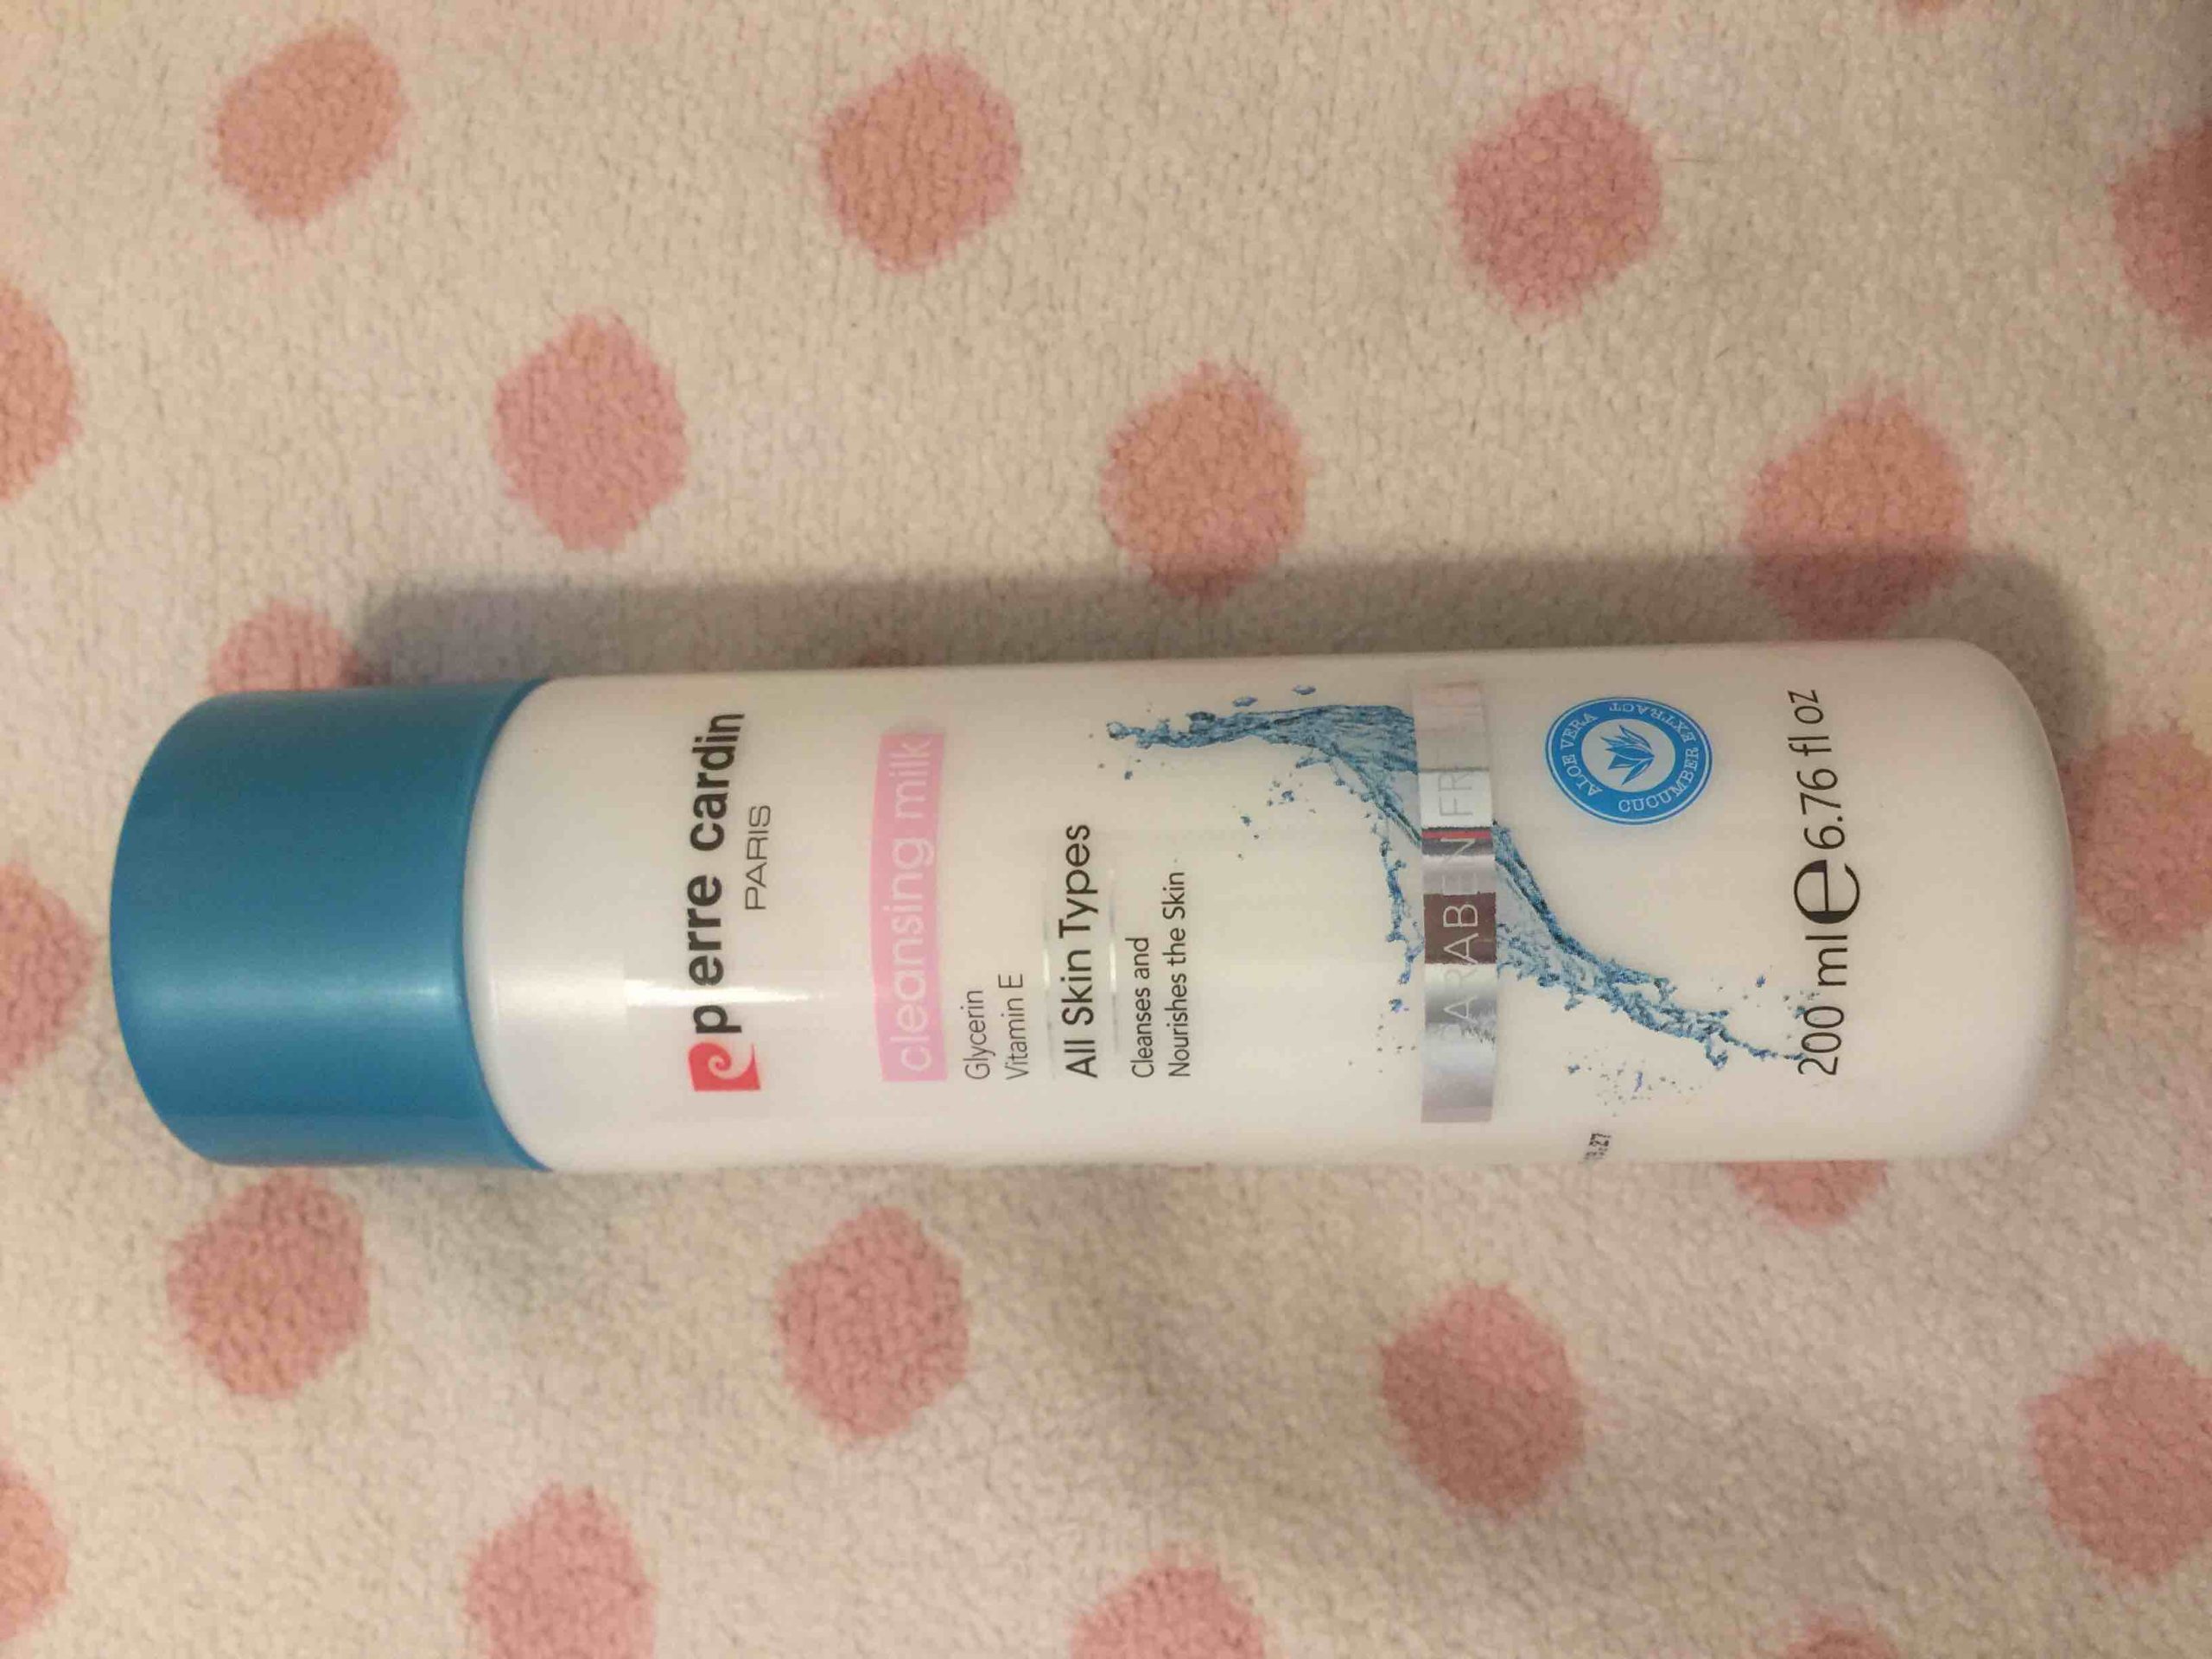 pierre cardin
PARIS
cleansing milk
Glycerin
Vitamin E
All Skin Types
Cleanses and
Nourishes the Skin
PARABEN
ALOE VERA
CUCUMBER EXTRACT
200 ml e 6.76 fl oz